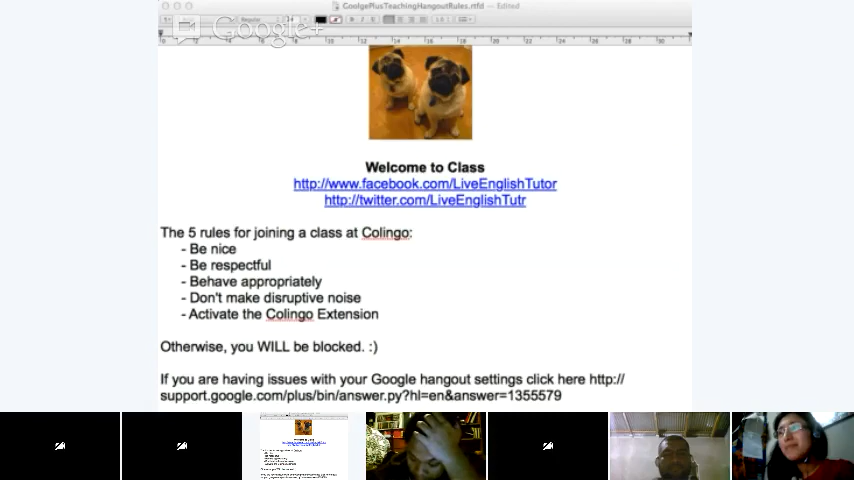 GoolgePlusTeachingHangoutRules.rtfd — Edited
Regular
Google+
Welcome to Class
http://www.facebook.com/LiveEnglishTutor
http://twitter.com/LiveEnglishTutr
The 5 rules for joining a class at Colingo:
- Be nice
- Be respectful
- Behave appropriately
- Don't make disruptive noise
- Activate the Colingo Extension
Otherwise, you WILL be blocked. :)
If you are having issues with your Google hangout settings click here http://
support.google.com/plus/bin/answer.py?hl=en&answer=1355579